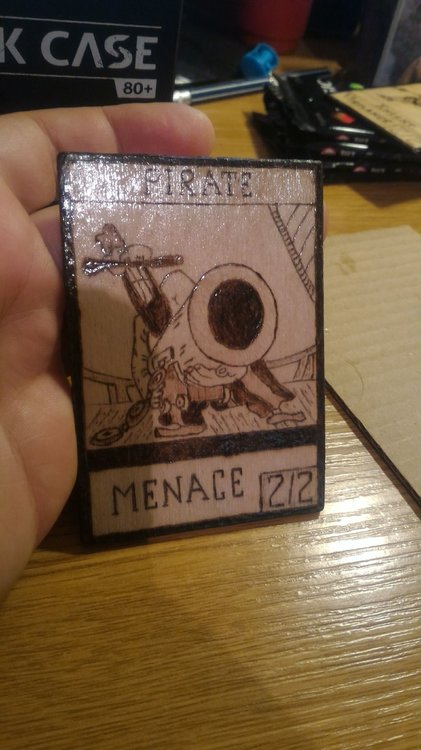 K CASE
80+
PIRATE
MENACE 2/2